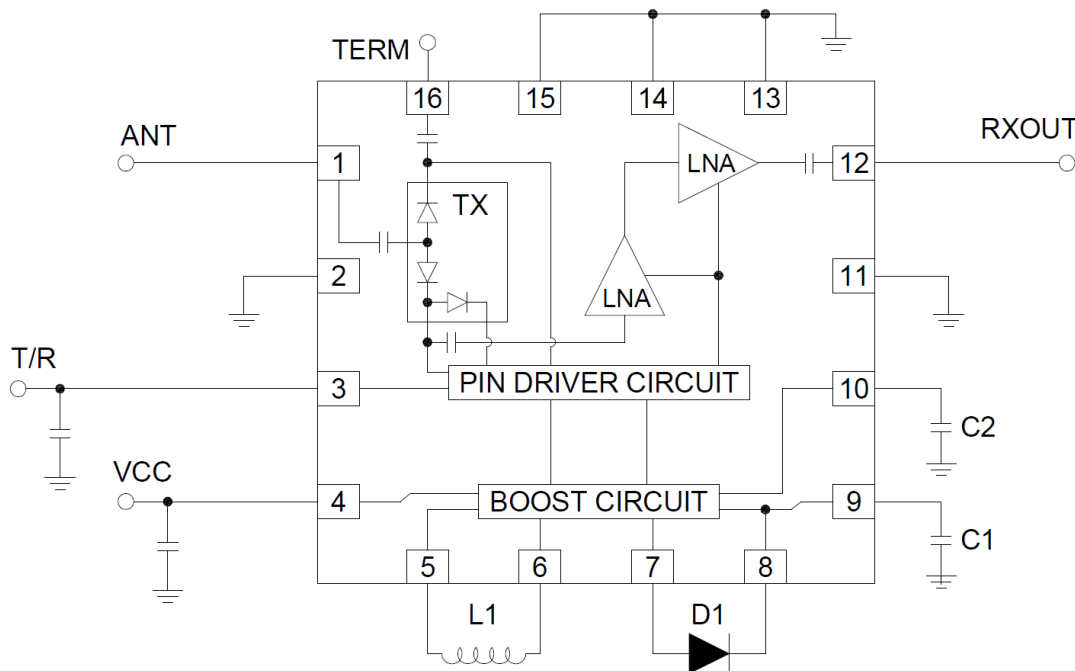 TERM
16
15
14
13
ANT
RXOUT
1
LNA
12
TX
2
LNA
11
T/R
3
PIN DRIVER CIRCUIT
10
C2
VCC
4
BOOST CIRCUIT
9
C1
5
6
7
8
L1
D1